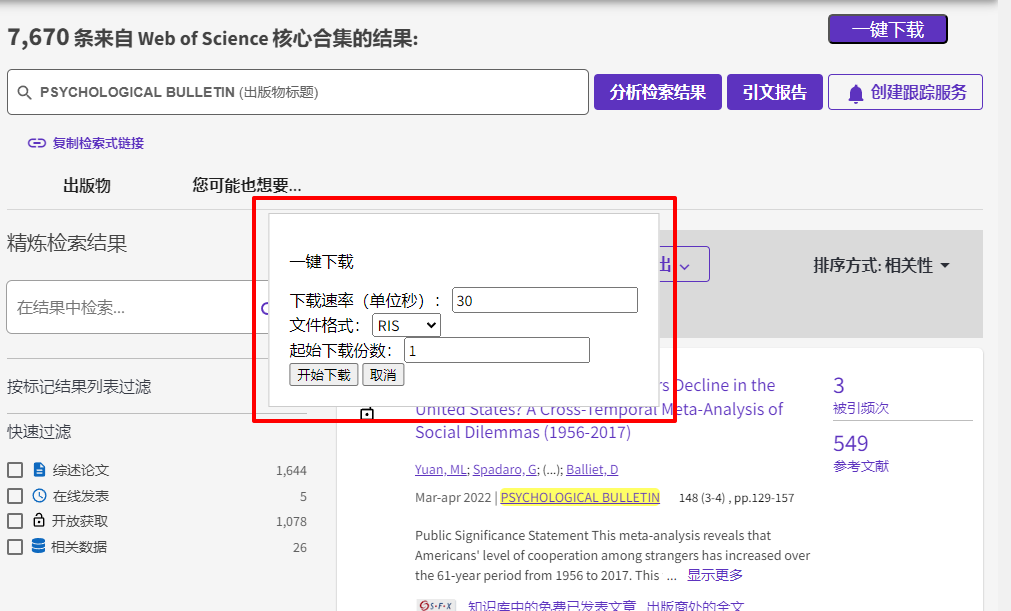 7,670 条来自 Web of Science 核心合集的结果:
一键下载
PSYCHOLOGICAL BULLETIN (出版物标题)
分析检索结果
引文报告
创建跟踪服务
复制检索式链接
出版物
您可能也想要...
精炼检索结果
出
排序方式: 相关性
在结果中检索...
一键下载
下载速率（单位秒）： 30
文件格式： RIS
起始下载份数： 1
开始下载 取消
按标记结果列表过滤
快速过滤
综述论文 1,644
在线发表 5
开放获取 1,078
相关数据 26
rs Decline in the
United States? A Cross-Temporal Meta-Analysis of
Social Dilemmas (1956-2017)
Yuan, ML; Spadaro, G; (...); Balliet, D
Mar-apr 2022 | PSYCHOLOGICAL BULLETIN 148 (3-4) , pp.129-157
Public Significance Statement This meta-analysis reveals that
Americans' level of cooperation among strangers has increased over
the 61-year period from 1956 to 2017. This ... 显示更多
S·F·X 知识库中的免费已发表文章 出版商处的全文
3
被引频次
549
参考文献